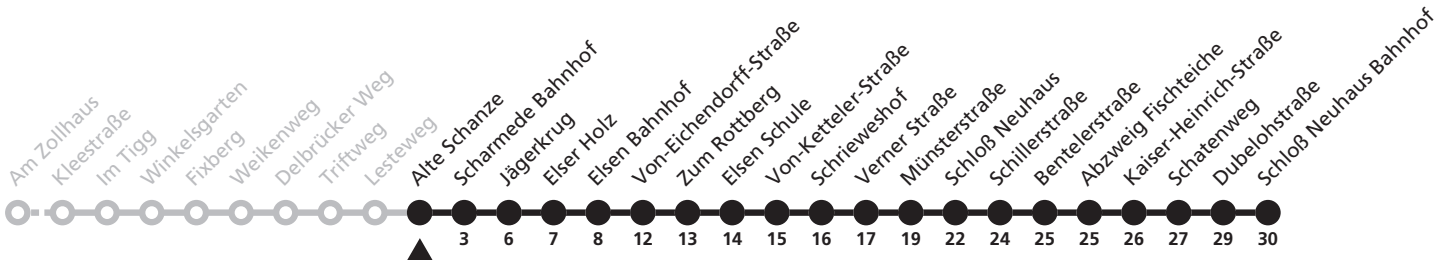 Am Zollhaus
Kleestraße
Im Tigg
Winkelsgarten
Fixberg
Weikenweg
Delbrücker Weg
Triftweg
Lesteweg
Alte Schanze
Scharmede Bahnhof
Jägerkrug
Elser Holz
Elsen Bahnhof
Von-Eichendorff-Straße
Zum Rottberg
Elsen Schule
Von-Ketteler-Straße
Schrieweshof
Verner Straße
Münsterstraße
Schloß Neuhaus
Schillerstraße
Bentelerstraße
Abzweig Fischteiche
Kaiser-Heinrich-Straße
Schatenweg
Dubelohstraße
Schloß Neuhaus Bahnhof
3 6 7 8 12 13 14 15 16 17 19 22 24 25 25 26 27 29 30